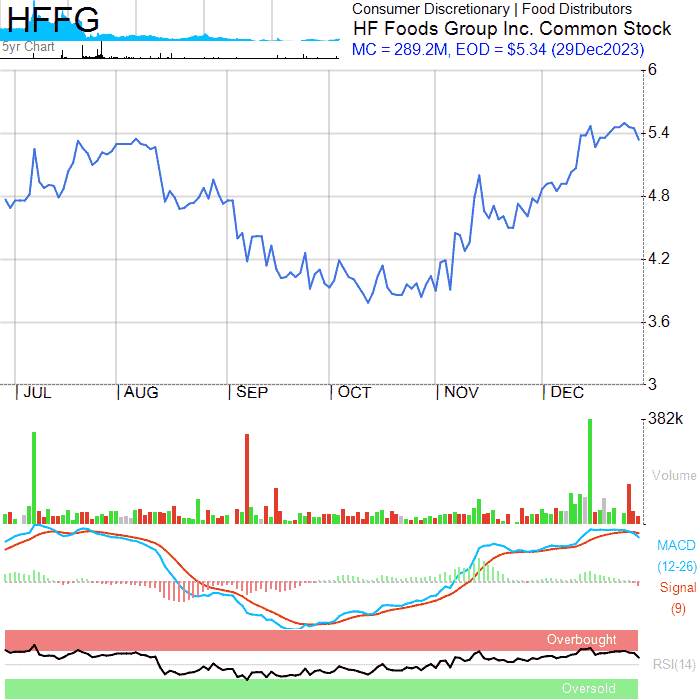 HFFG
5yr Chart
Consumer Discretionary | Food Distributors
HF Foods Group Inc. Common Stock
MC = 289.2M, EOD = $5.34 (29Dec2023)
6
5.4
4.8
4.2
3.6
3
| JUL | AUG | SEP | OCT | NOV | DEC
382k
Volume
MACD
(12-26)
Signal
(9)
Overbought
RSI(14)
Oversold